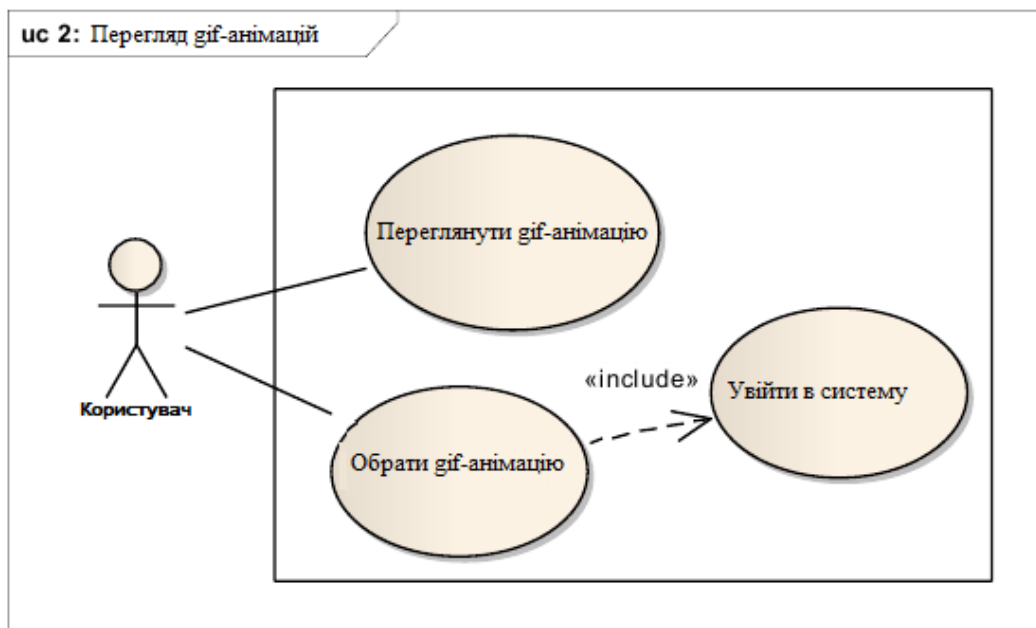 uc 2: Перегляд gif-анімацій
Переглянути gif-анімацію
«include»
Увійти в систему
Користувач
Обрати gif-анімацію